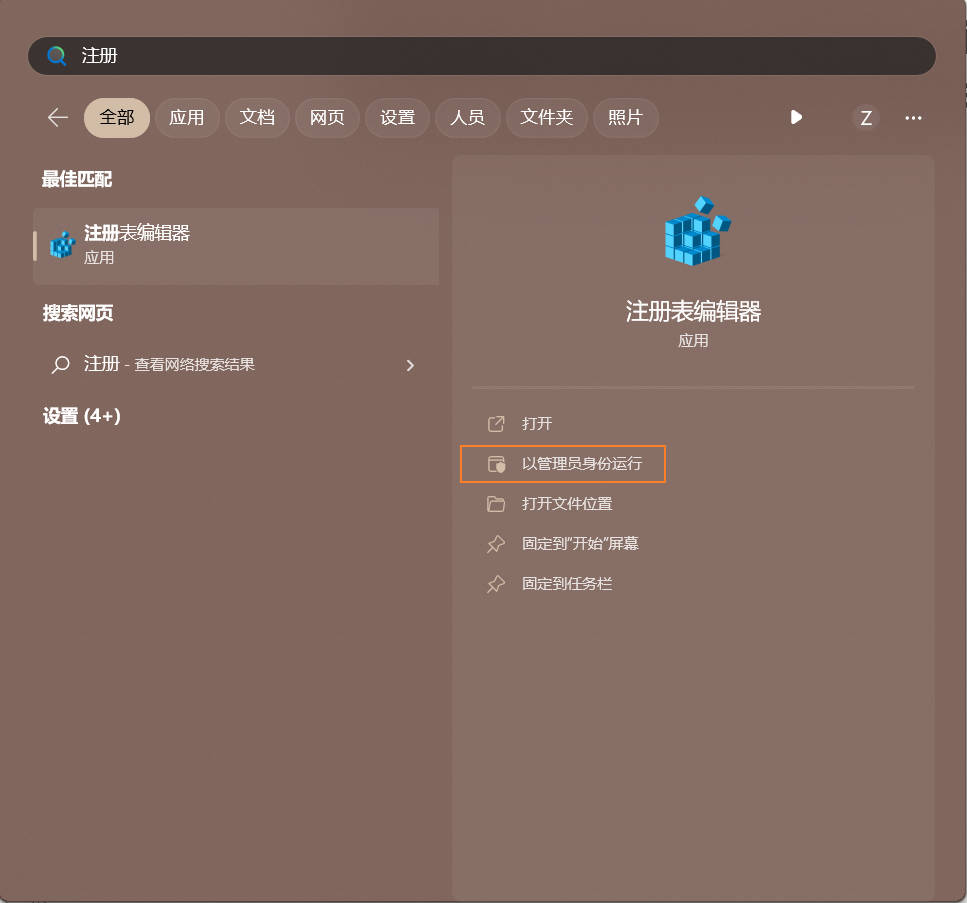 注册
全部 应用 文档 网页 设置 人员 文件夹 照片 Z
最佳匹配
注册表编辑器
应用
搜索网页
注册 - 查看网络搜索结果
设置 (4+)
注册表编辑器
应用
打开
以管理员身份运行
打开文件位置
固定到"开始"屏幕
固定到任务栏